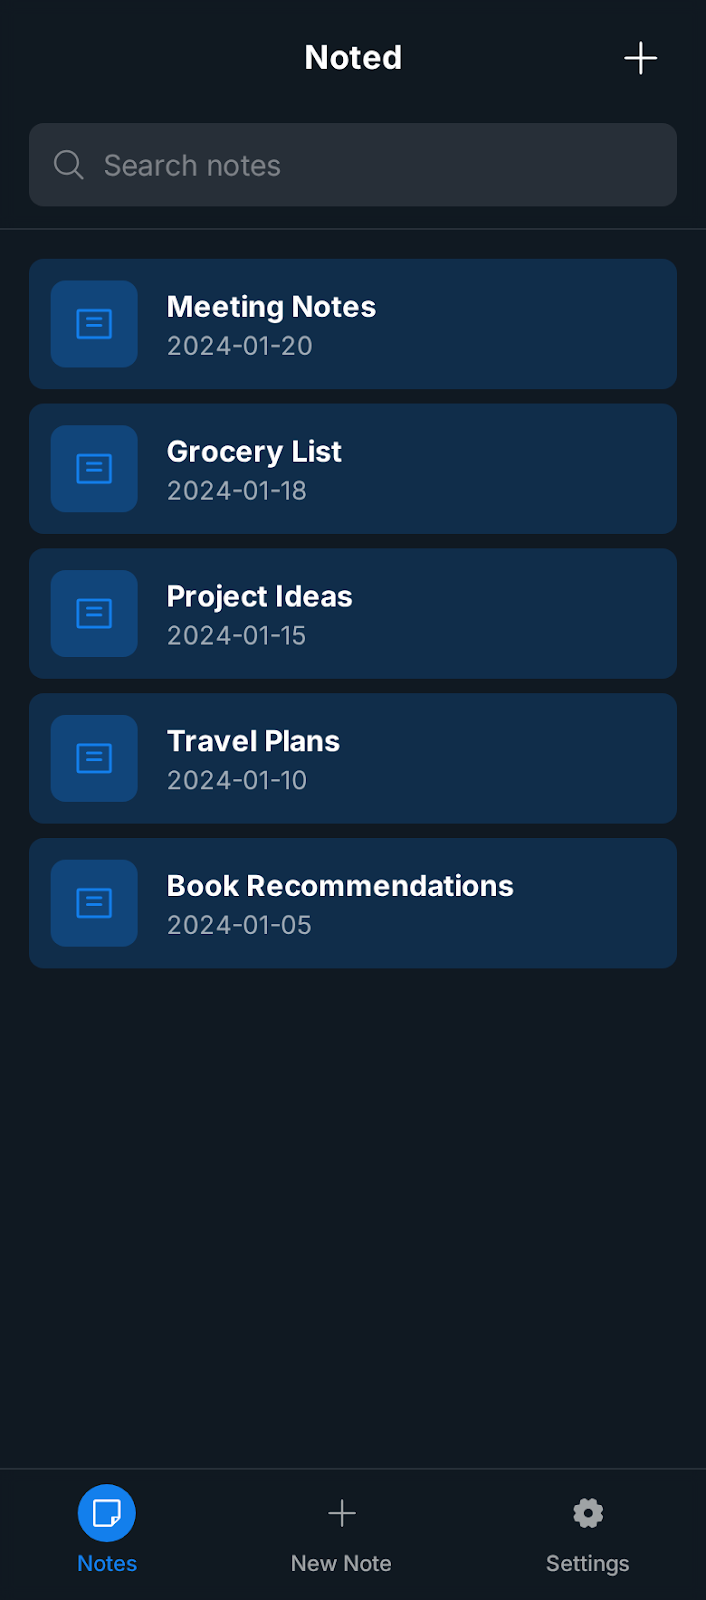 Noted
Search notes
Meeting Notes
2024-01-20
Grocery List
2024-01-18
Project Ideas
2024-01-15
Travel Plans
2024-01-10
Book Recommendations
2024-01-05
Notes
New Note
Settings